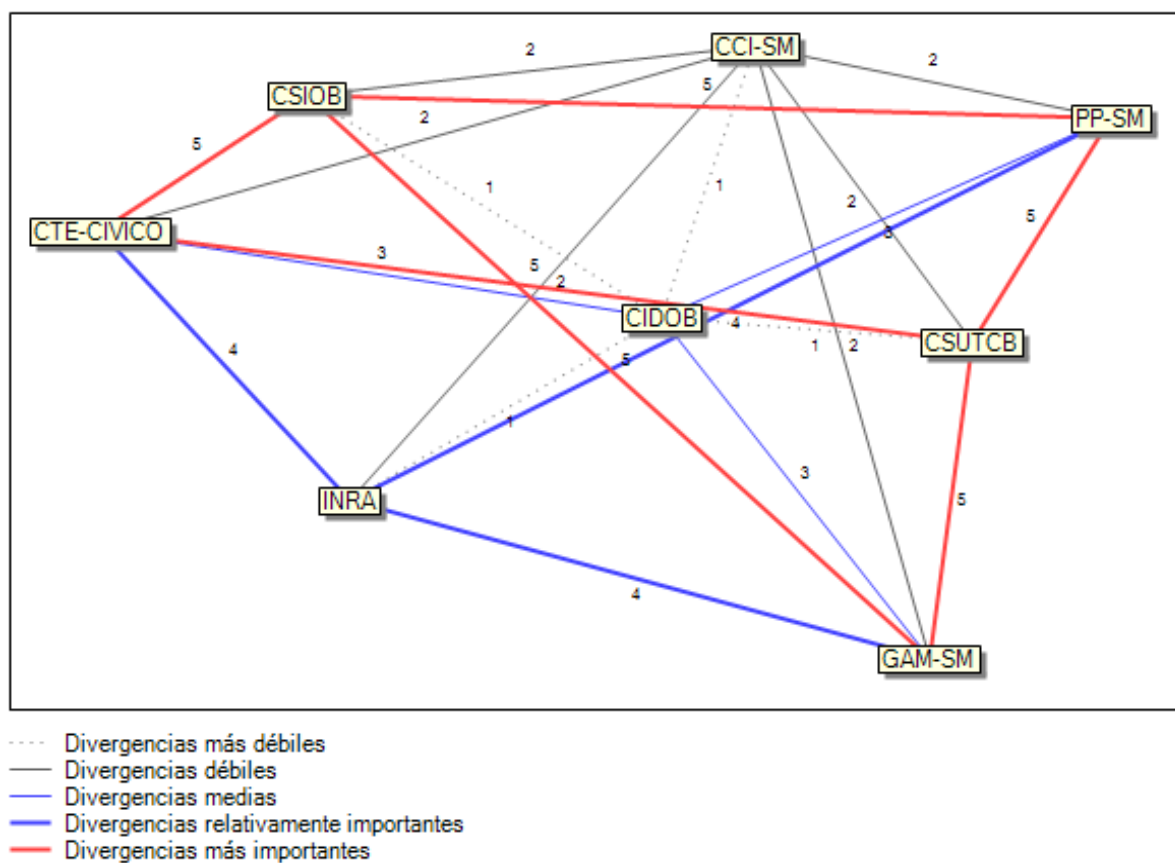 CCI-SM
2
2
CSIOB
5
PP-SM
2
5
1
1
2
5
CTE-CIVICO
3
3
5
2
CIDOB
4
CSUTCB
4
1
2
5
1
3
INRA
5
4
GAM-SM
Divergencias más débiles
Divergencias débiles
Divergencias medias
Divergencias relativamente importantes
Divergencias más importantes